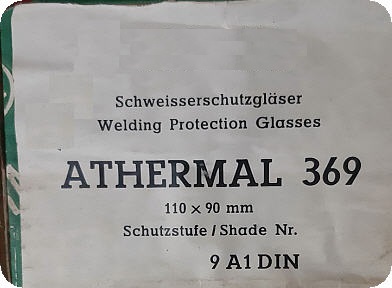 Schweisserschutzgläser
Welding Protection Glasses
ATHERMAL 369
110 × 90 mm
Schutzstufe / Shade Nr.
9 A1 DIN